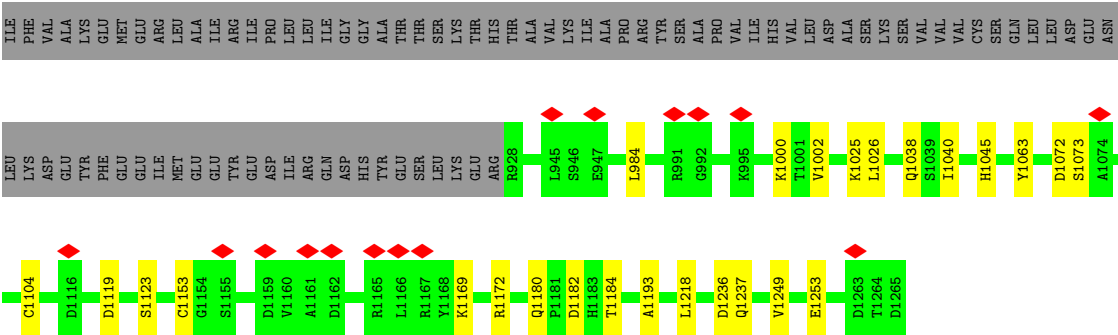 ILE PHE VAL ALA LYS GLU MET GLU ARG LEU ALA ILE ARG ILE PRO LEU LEU ILE GLY GLY ALA THR THR SER LYS THR HIS THR ALA VAL LYS ILE ALA PRO ARG TYR SER ALA PRO VAL ILE HIS VAL LEU ASP ALA SER LYS SER VAL VAL VAL CYS SER GLN LEU LEU ASP GLU ASN
LEU LYS ASP GLU TYR PHE GLU GLU ILE MET GLU GLU TYR GLU ASP ILE ARG GLN ASP HIS TYR GLU SER LEU LYS GLU ARG R928 L945 S946 E947 L984 R991 G992 K995 K1000 T1001 V1002 K1025 L1026 Q1038 S1039 I1040 H1045 Y1063 D1072 S1073 A1074
C1104 D1116 D1119 S1123 C1153 G1154 S1155 D1159 V1160 A1161 D1162 R1165 L1166 R1167 Y1168 K1169 R1172 Q1180 P1181 D1182 H1183 T1184 A1193 L1218 D1236 Q1237 V1249 E1253 D1263 T1264 D1265